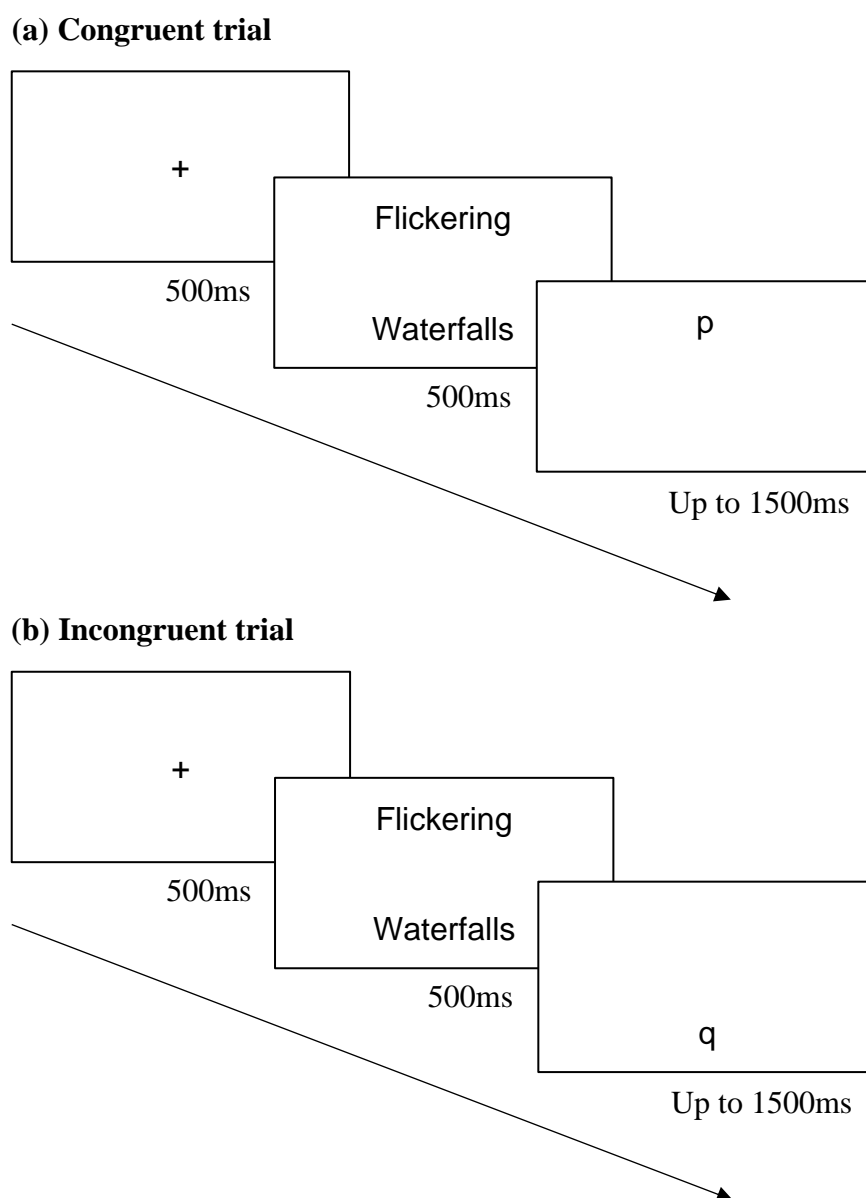 (a) Congruent trial
+
Flickering
500ms
p
Waterfalls
500ms
Up to 1500ms
(b) Incongruent trial
+
Flickering
500ms
Waterfalls
500ms
q
Up to 1500ms